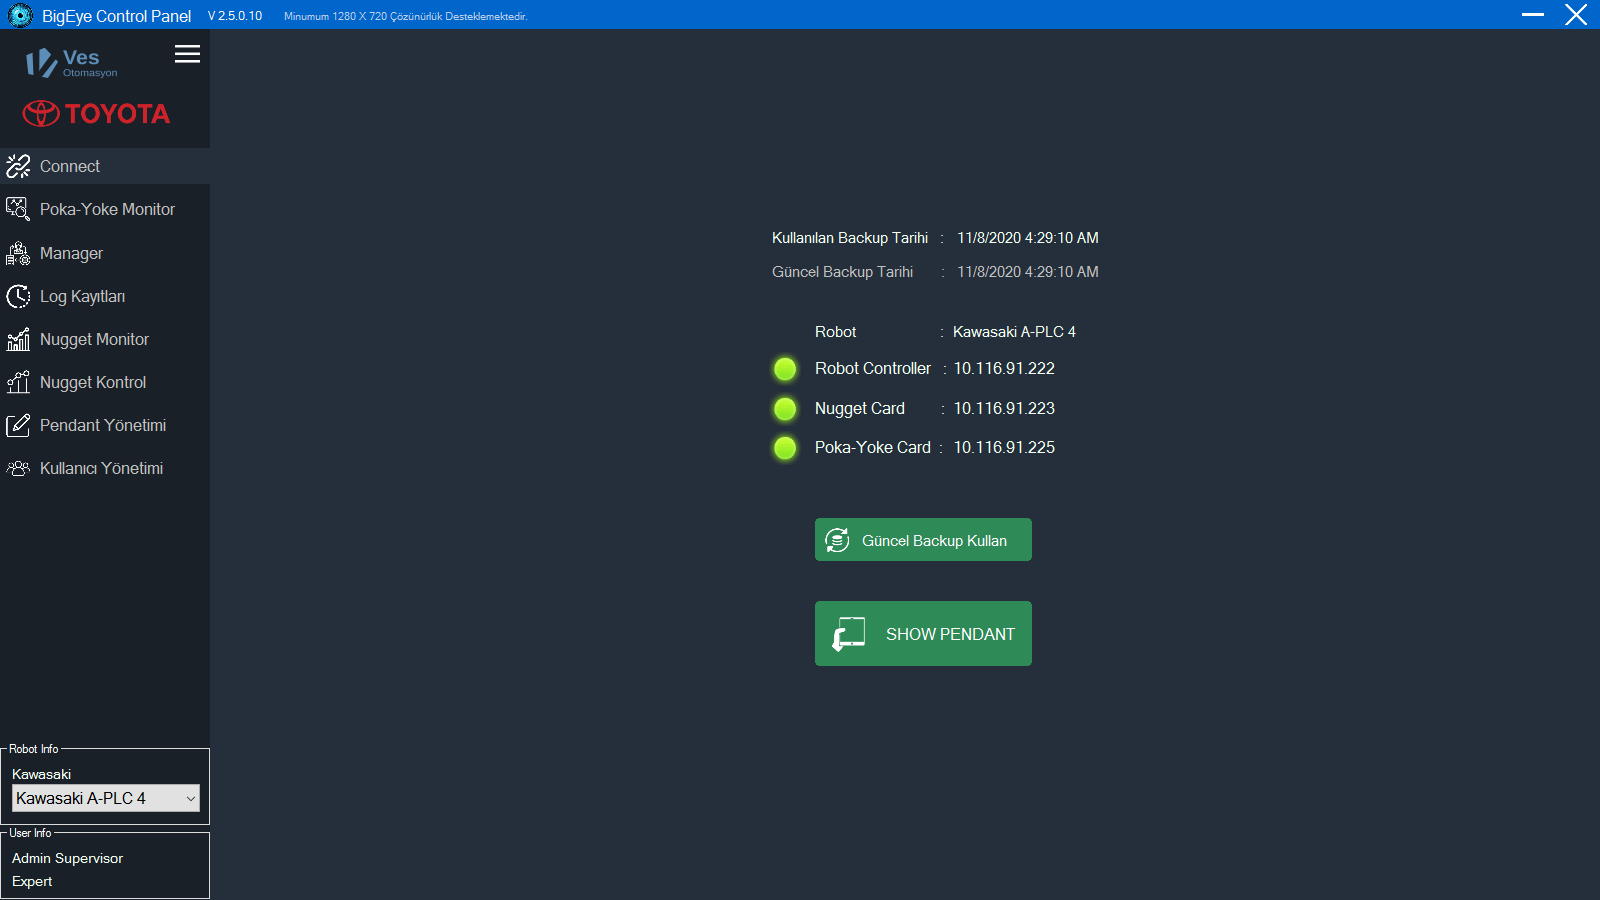 BigEye Control Panel V 2.5.0.10 Minumum 1280 X 720 Çözünürlük Desteklemektedir.
Ves
Otomasyon
TOYOTA
Connect
Poka-Yoke Monitor
Manager
Log Kayıtları
Nugget Monitor
Nugget Kontrol
Pendant Yönetimi
Kullanıcı Yönetimi
Robot Info
Kawasaki
Kawasaki A-PLC 4
User Info
Admin Supervisor
Expert
Kullanılan Backup Tarihi : 11/8/2020 4:29:10 AM
Güncel Backup Tarihi : 11/8/2020 4:29:10 AM
Robot : Kawasaki A-PLC 4
Robot Controller : 10.116.91.222
Nugget Card : 10.116.91.223
Poka-Yoke Card : 10.116.91.225
Güncel Backup Kullan
SHOW PENDANT